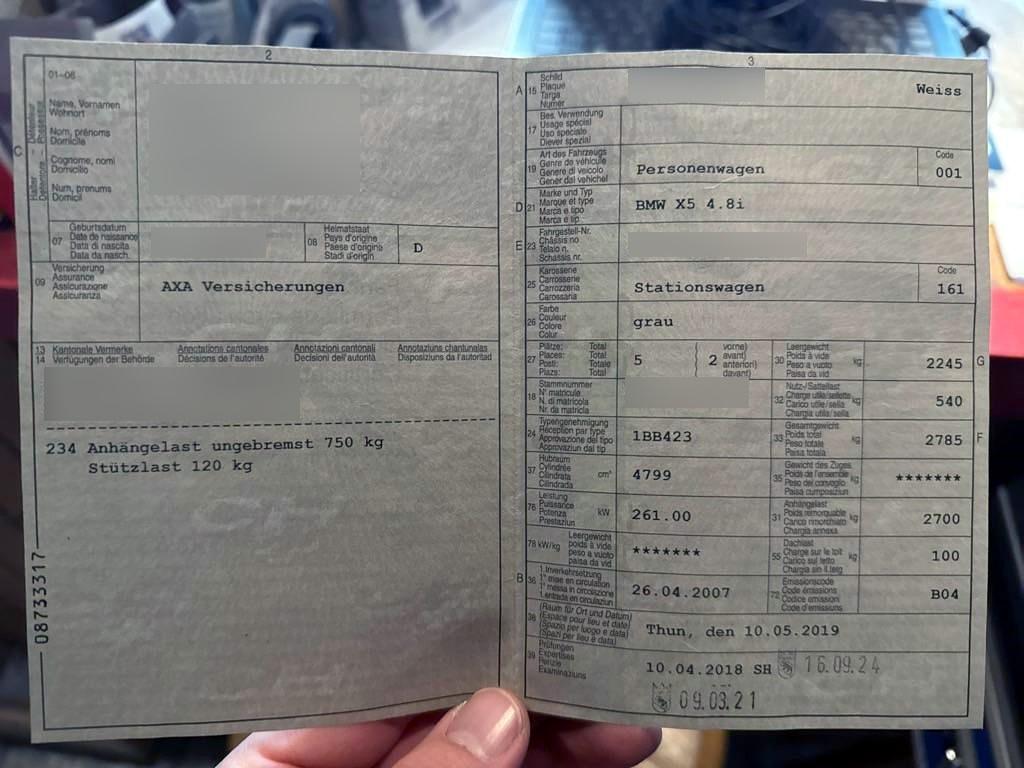 2
01–06
C
Halter – Détenteur
Detentore – Possessur
Name, Vornamen
Wohnort
Nom, prénoms
Domicile
Cognome, nomi
Domicilio
Num, prenums
Domicil
07
Geburtsdatum
Date de naissance
Data di nascita
Data da nasch.
08
Heimatstaat
Pays d'origine
Paese d'origine
Stadi d'origin
D
09
Versicherung
Assurance
Assicurazione
Assicuranza
AXA Versicherungen
13 Kantonale Vermerke
14 Verfügungen der Behörde
Annotations cantonales
Décisions de l'autorité
Annotazioni cantonali
Decisioni dell'autorità
Annotaziuns chantunalas
Disposiziuns da l'autoritad
234 Anhängelast ungebremst 750 kg
Stützlast 120 kg
087333317
3
A 15
Schild
Plaque
Targa
Numer
Weiss
17
Bes. Verwendung
Usage spécial
Uso speciale
Diever spezial
19
Art des Fahrzeugs
Genre de véhicule
Genere di veicolo
Gener dal vehichel
Personenwagen
Code
001
D 21
Marke und Typ
Marque et type
Marca e tipo
Marca e tip
BMW X5 4.8i
E 23
Fahrgestell-Nr.
Châssis no
Telaio n.
Schassis nr.
25
Karosserie
Carrosserie
Carrozzeria
Carossaria
Stationswagen
Code
161
26
Farbe
Couleur
Colore
Colur
grau
27
Plätze: Total
Places: Total
Posti: Totale
Plazs: Total
5
2
vorne)
avant)
anteriori)
davant)
30
Leergewicht
Poids à vide
Peso a vuoto
Paisa da vid
kg
2245
G
18
Stammnummer
N° matricule
N. di matricola
Nr. da matricla
32
Nutz-/Sattellast
Charge utile/sellette
Carico utile/sella
Chargia utila/sella
kg
540
24
Typengenehmigung
Réception par type
Approvazione del tipo
Approvaziun dal tip
1BB423
33
Gesamtgewicht
Poids total
Peso totale
Paisa totala
kg
2785
F
37
Hubraum
Cylindrée
Cilindrata
Cilindrada
cm³
4799
35
Gewicht des Zuges
Poids de l'ensemble
Peso del convoglio
Paisa cumposiziun
kg
*******
76
Leistung
Puissance
Potenza
Prestaziun
kW
261.00
31
Anhängelast
Poids remorquable
Carico rimorchiato
Chargia annexa
kg
2700
78 kW/kg
Leergewicht
poids à vide
peso a vuoto
paisa da vid
*******
55
Dachlast
Charge sur le toit
Carico sul tetto
Chargia sin il tetg
kg
100
B 36
1. Inverkehrsetzung
1re mise en circulation
1a messa in circolazione
1. entrada en circulaziun
26.04.2007
72
Emissionscode
Code émissions
Codice emissioni
Code d'emissiuns
B04
38
(Raum für Ort und Datum)
(Espace pour lieu et date)
(Spazio per luogo e data)
(Spazi per lieu e data)
Thun, den 10.05.2019
39
Prüfungen
Expertises
Perizie
Examinaziuns
10.04.2018 SH 16.09.24
09.03.21